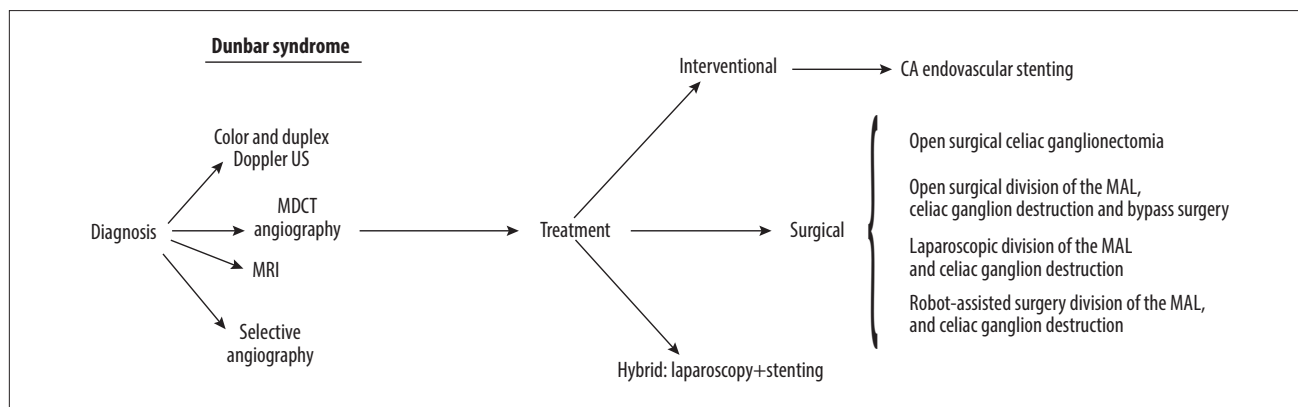 Dunbar syndrome
Color and duplex
Doppler US
Diagnosis
MDCT
angiography
MRI
Selective
angiography
Treatment
Interventional
CA endovascular stenting
Surgical
Open surgical celiac ganglionectomia
Open surgical division of the MAL,
celiac ganglion destruction and bypass surgery
Laparoscopic division of the MAL
and celiac ganglion destruction
Robot-assisted surgery division of the MAL,
and celiac ganglion destruction
Hybrid: laparoscopy+stenting